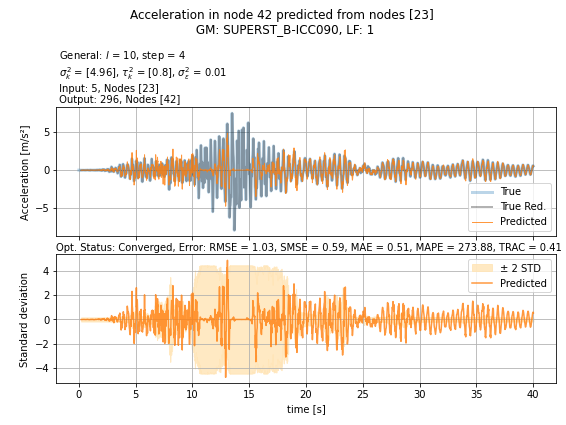 Acceleration in node 42 predicted from nodes [23]
GM: SUPERST_B-ICC090, LF: 1
General: l = 10, step = 4
σ²ₖ = [4.96], τ²ₖ = [0.8], σ²ε = 0.01
Input: 5, Nodes [23]
Output: 296, Nodes [42]
Acceleration [m/s²]
5
0
−5
True
True Red.
Predicted
Opt. Status: Converged, Error: RMSE = 1.03, SMSE = 0.59, MAE = 0.51, MAPE = 273.88, TRAC = 0.41
Standard deviation
4
2
0
−2
−4
± 2 STD
Predicted
0 5 10 15 20 25 30 35 40
time [s]